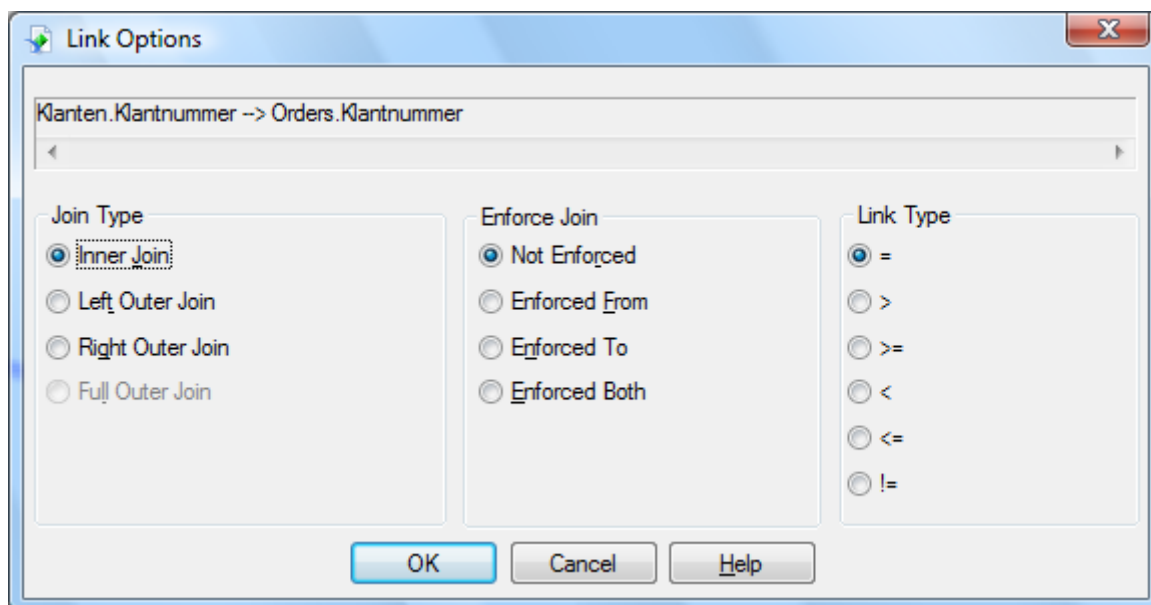 Link Options
Klanten.Klantnummer --> Orders.Klantnummer
Join Type
Inner Join
Left Outer Join
Right Outer Join
Full Outer Join
Enforce Join
Not Enforced
Enforced From
Enforced To
Enforced Both
Link Type
=
>
>=
<
<=
!=
OK
Cancel
Help